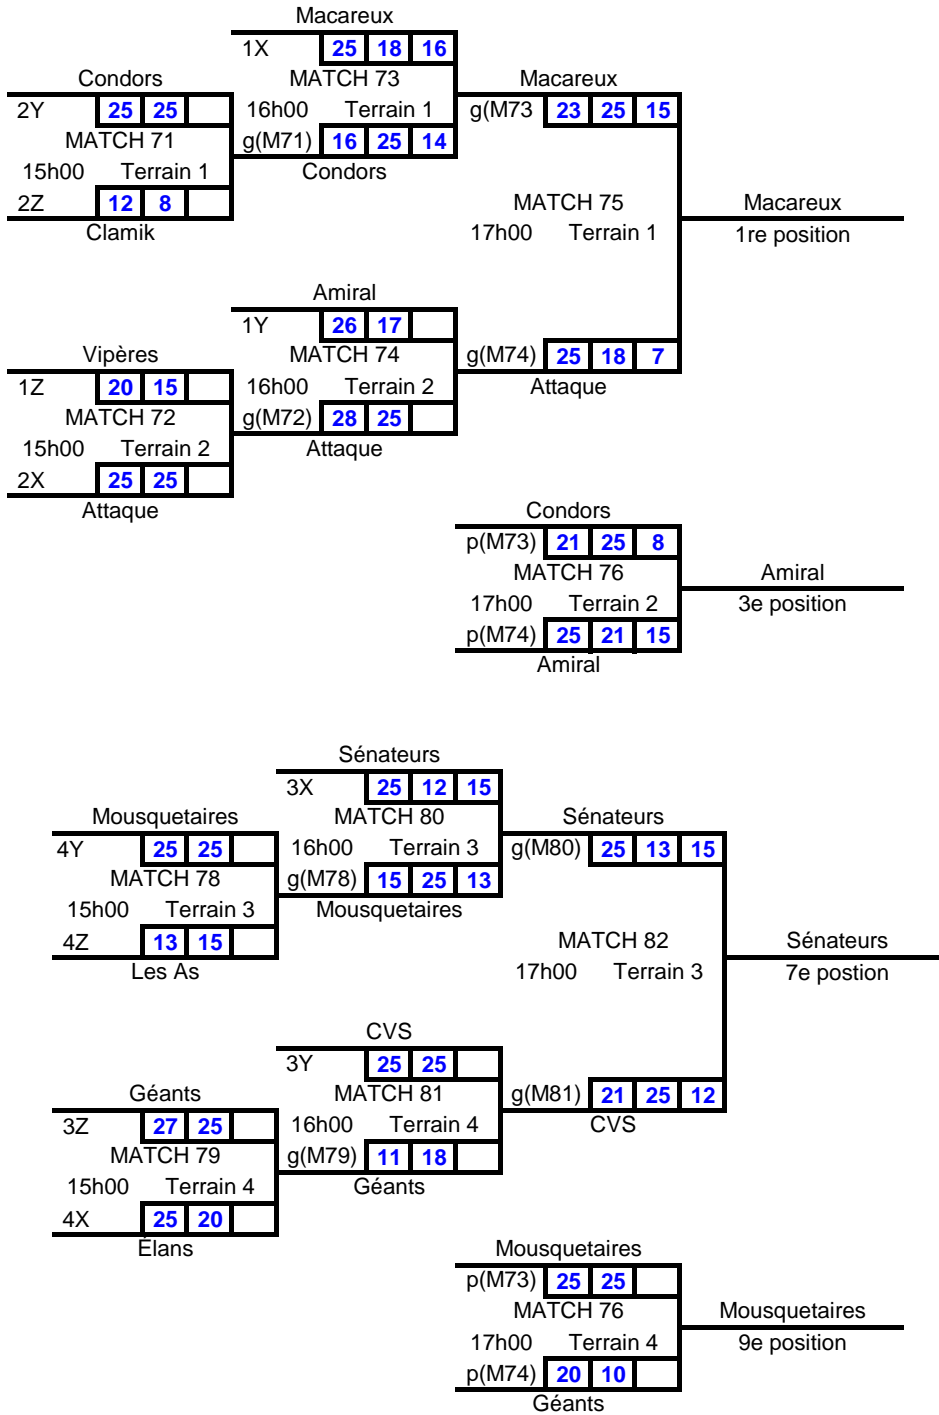 Macareux
1X 25 18 16
MATCH 73
16h00 Terrain 1
g(M71) 16 25 14
Condors
Condors
2Y 25 25
MATCH 71
15h00 Terrain 1
2Z 12 8
Clamik
Macareux
g(M73 23 25 15
MATCH 75
17h00 Terrain 1
g(M74) 25 18 7
Attaque
Macareux
1re position
Amiral
1Y 26 17
MATCH 74
16h00 Terrain 2
g(M72) 28 25
Attaque
Vipères
1Z 20 15
MATCH 72
15h00 Terrain 2
2X 25 25
Attaque
Condors
p(M73) 21 25 8
MATCH 76
17h00 Terrain 2
p(M74) 25 21 15
Amiral
Amiral
3e position
Sénateurs
3X 25 12 15
MATCH 80
16h00 Terrain 3
g(M78) 15 25 13
Mousquetaires
Mousquetaires
4Y 25 25
MATCH 78
15h00 Terrain 3
4Z 13 15
Les As
Sénateurs
g(M80) 25 13 15
MATCH 82
17h00 Terrain 3
g(M81) 21 25 12
CVS
Sénateurs
7e postion
CVS
3Y 25 25
MATCH 81
16h00 Terrain 4
g(M79) 11 18
Géants
Géants
3Z 27 25
MATCH 79
15h00 Terrain 4
4X 25 20
Élans
Mousquetaires
p(M73) 25 25
MATCH 76
17h00 Terrain 4
p(M74) 20 10
Géants
Mousquetaires
9e position